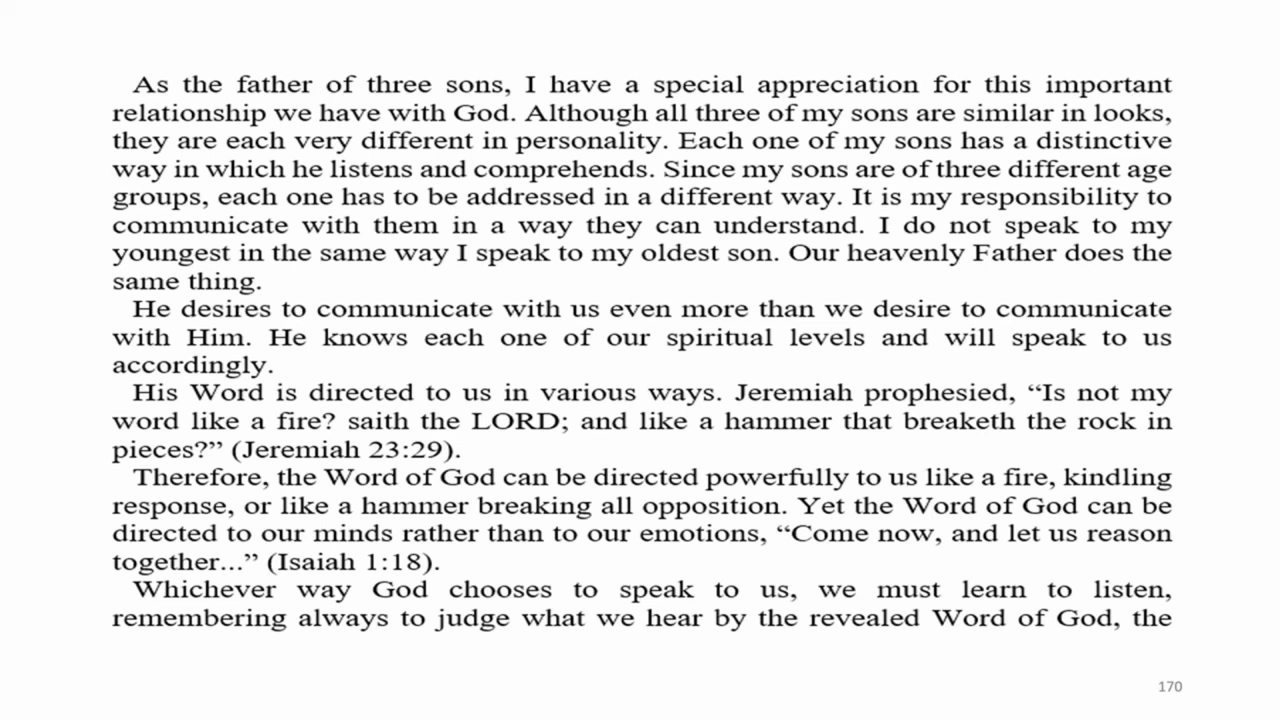 As the father of three sons, I have a special appreciation for this important
relationship we have with God. Although all three of my sons are similar in looks,
they are each very different in personality. Each one of my sons has a distinctive
way in which he listens and comprehends. Since my sons are of three different age
groups, each one has to be addressed in a different way. It is my responsibility to
communicate with them in a way they can understand. I do not speak to my
youngest in the same way I speak to my oldest son. Our heavenly Father does the
same thing.
He desires to communicate with us even more than we desire to communicate
with Him. He knows each one of our spiritual levels and will speak to us
accordingly.
His Word is directed to us in various ways. Jeremiah prophesied, “Is not my
word like a fire? saith the LORD; and like a hammer that breaketh the rock in
pieces?” (Jeremiah 23:29).
Therefore, the Word of God can be directed powerfully to us like a fire, kindling
response, or like a hammer breaking all opposition. Yet the Word of God can be
directed to our minds rather than to our emotions, “Come now, and let us reason
together...” (Isaiah 1:18).
Whichever way God chooses to speak to us, we must learn to listen,
remembering always to judge what we hear by the revealed Word of God, the
170